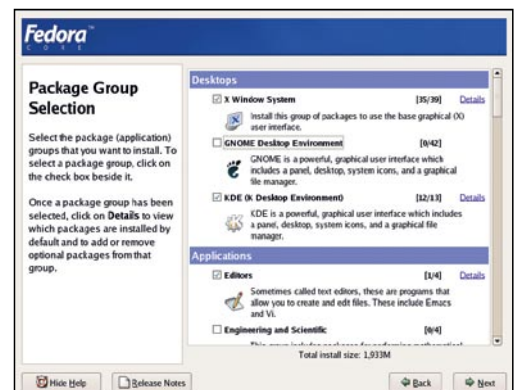 Fedora
CORE
Package Group
Selection
Select the package (application)
groups that you want to install. To
select a package group, click on
the check box beside it.
Once a package group has been
selected, click on Details to view
which packages are installed by
default and to add or remove
optional packages from that
group.
Desktops
X Window System [35/39] Details
Install this group of packages to use the base graphical (X)
user interface.
GNOME Desktop Environment [0/42]
GNOME is a powerful, graphical user interface which
includes a panel, desktop, system icons, and a graphical
file manager.
KDE (K Desktop Environment) [12/13] Details
KDE is a powerful, graphical user interface which includes
a panel, desktop, system icons, and a graphical file
manager.
Applications
Editors [1/4] Details
Sometimes called text editors, these are programs that
allow you to create and edit files. These include Emacs
and Vi.
Engineering and Scientific [0/4]
This group includes packages for performing mathematical
Total install size: 1,933M
Hide Help
Release Notes
Back
Next